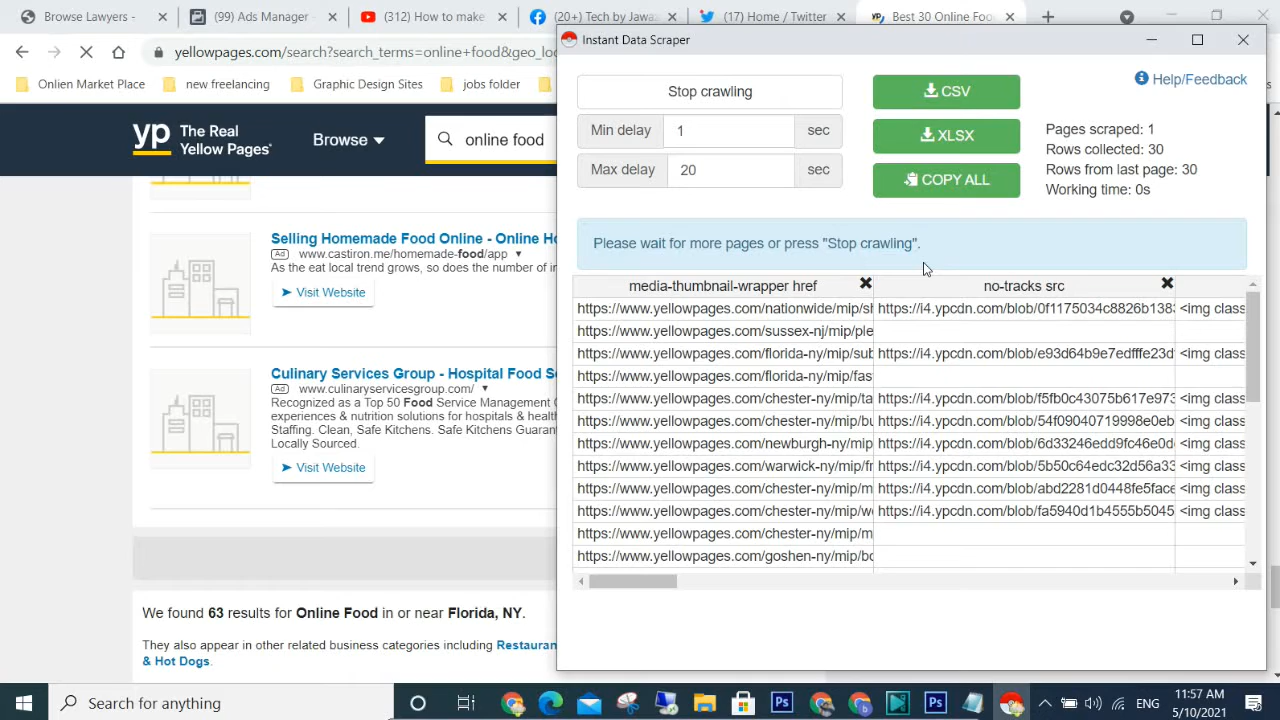 Browse Lawyers -
(99) Ads Manager -
(312) How to make
(20+) Tech by Jawa
(17) Home / Twitter
Best 30 Online Foo
yellowpages.com/search?search_terms=online+food&geo_lo
Onlien Market Place
new freelancing
Graphic Design Sites
jobs folder
yp The Real Yellow Pages
Browse
online food
Selling Homemade Food Online - Online Ho
Ad www.castiron.me/homemade-food/app
As the eat local trend grows, so does the number of i
Visit Website
Culinary Services Group - Hospital Food S
Ad www.culinaryservicesgroup.com/
Recognized as a Top 50 Food Service Management C
experiences & nutrition solutions for hospitals & health
Staffing. Clean, Safe Kitchens. Safe Kitchens Guaran
Locally Sourced.
Visit Website
We found 63 results for Online Food in or near Florida, NY.
They also appear in other related business categories including Restauran
& Hot Dogs.
Instant Data Scraper
Stop crawling
Min delay 1 sec
Max delay 20 sec
CSV
XLSX
COPY ALL
Help/Feedback
Pages scraped: 1
Rows collected: 30
Rows from last page: 30
Working time: 0s
Please wait for more pages or press "Stop crawling".
media-thumbnail-wrapper href no-tracks src
https://www.yellowpages.com/nationwide/mip/sh https://i4.ypcdn.com/blob/0f1175034c8826b138 <img class
https://www.yellowpages.com/sussex-nj/mip/ple
https://www.yellowpages.com/florida-ny/mip/sub https://i4.ypcdn.com/blob/e93d64b9e7edfffe23d <img class
https://www.yellowpages.com/florida-ny/mip/fas
https://www.yellowpages.com/chester-ny/mip/ta https://i4.ypcdn.com/blob/f5fb0c43075b617e973 <img class
https://www.yellowpages.com/chester-ny/mip/bu https://i4.ypcdn.com/blob/54f09040719998e0eb <img class
https://www.yellowpages.com/newburgh-ny/mip https://i4.ypcdn.com/blob/6d33246edd9fc46e0d <img class
https://www.yellowpages.com/warwick-ny/mip/fr https://i4.ypcdn.com/blob/5b50c64edc32d56a33 <img class
https://www.yellowpages.com/chester-ny/mip/m https://i4.ypcdn.com/blob/abd2281d0448fe5face <img class
https://www.yellowpages.com/chester-ny/mip/we https://i4.ypcdn.com/blob/fa5940d1b4555b5045 <img class
https://www.yellowpages.com/chester-ny/mip/m
https://www.yellowpages.com/goshen-ny/mip/bo
Search for anything
ENG
11:57 AM
5/10/2021